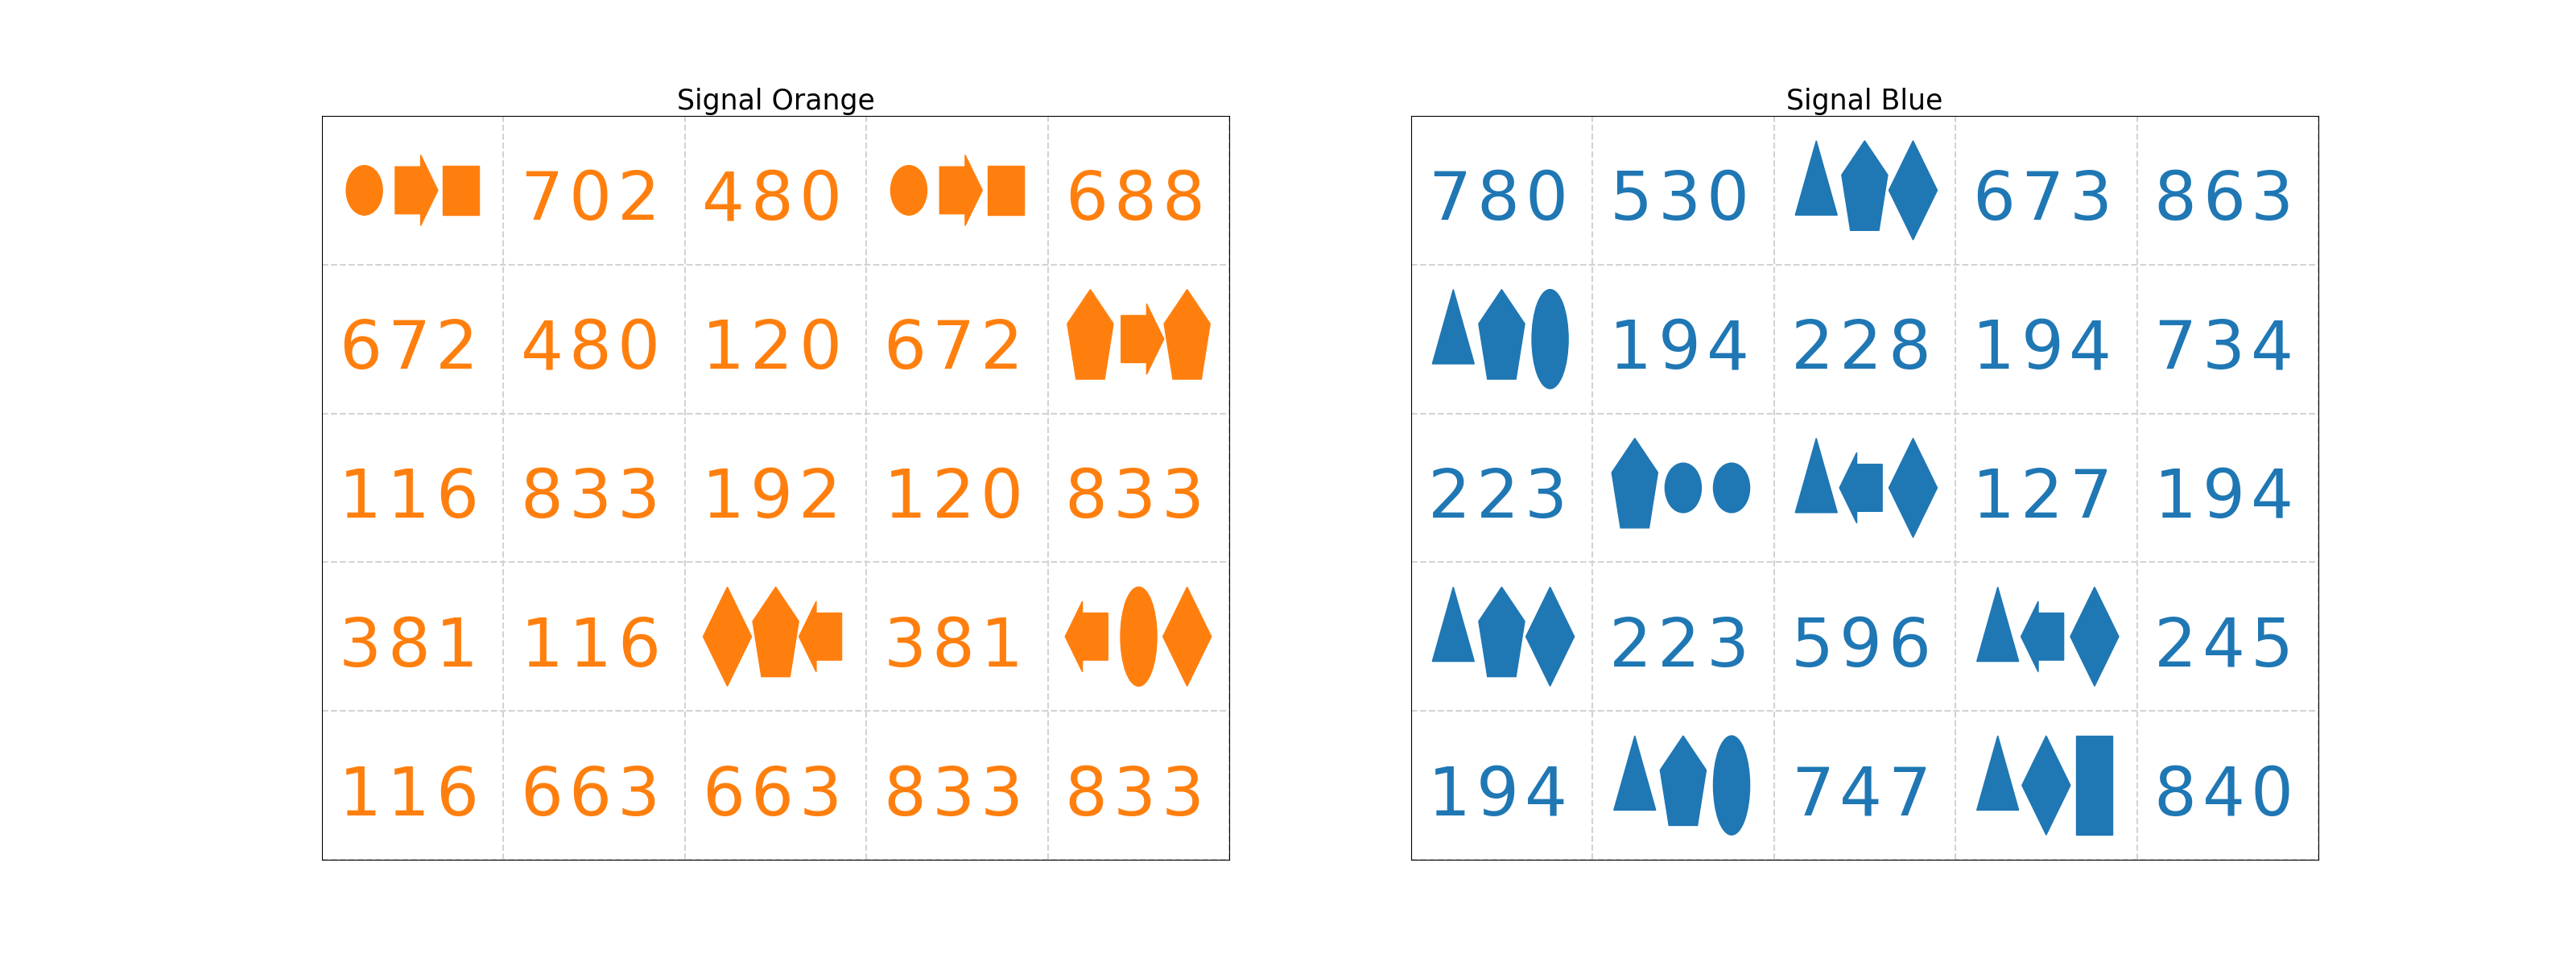 Signal Orange
702 480 688
672 480 120 672
116 833 192 120 833
381 116 381
116 663 663 833 833
Signal Blue
780 530 673 863
194 228 194 734
223 127 194
223 596 245
194 747 840